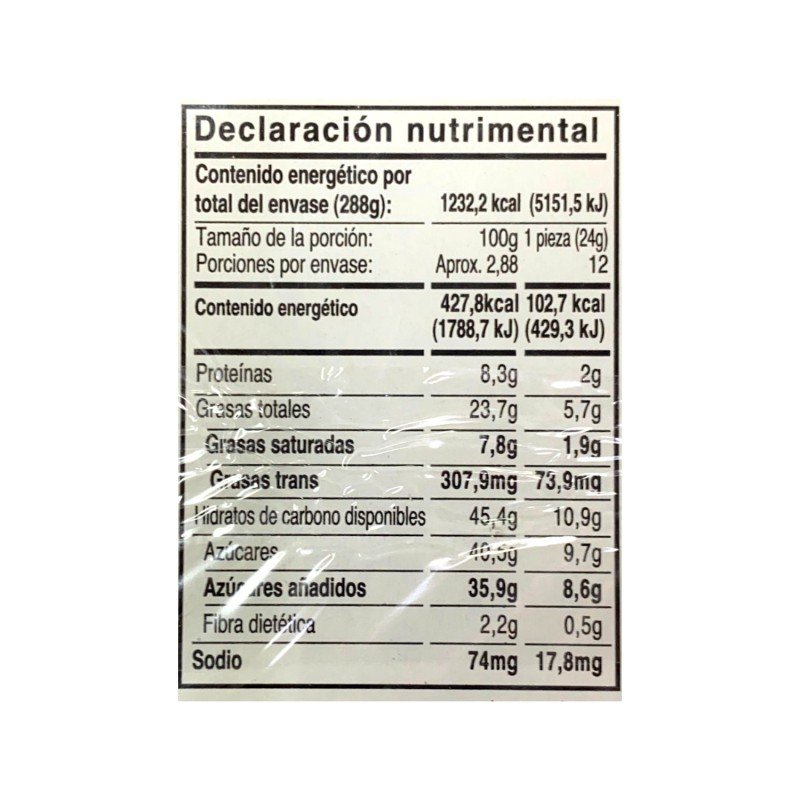 Declaración nutrimental
Contenido energético por
total del envase (288g): 1232,2 kcal (5151,5 kJ)
Tamaño de la porción: 100g 1 pieza (24g)
Porciones por envase: Aprox. 2,88 12
Contenido energético 427,8kcal 102,7 kcal
(1788,7 kJ) (429,3 kJ)
Proteínas 8,3g 2g
Grasas totales 23,7g 5,7g
Grasas saturadas 7,8g 1,9g
Grasas trans 307,9mg 73,9mg
Hidratos de carbono disponibles 45,4g 10,9g
Azúcares 9,7g
Azúcares añadidos 35,9g 8,6g
Fibra dietética 2,2g 0,5g
Sodio 74mg 17,8mg